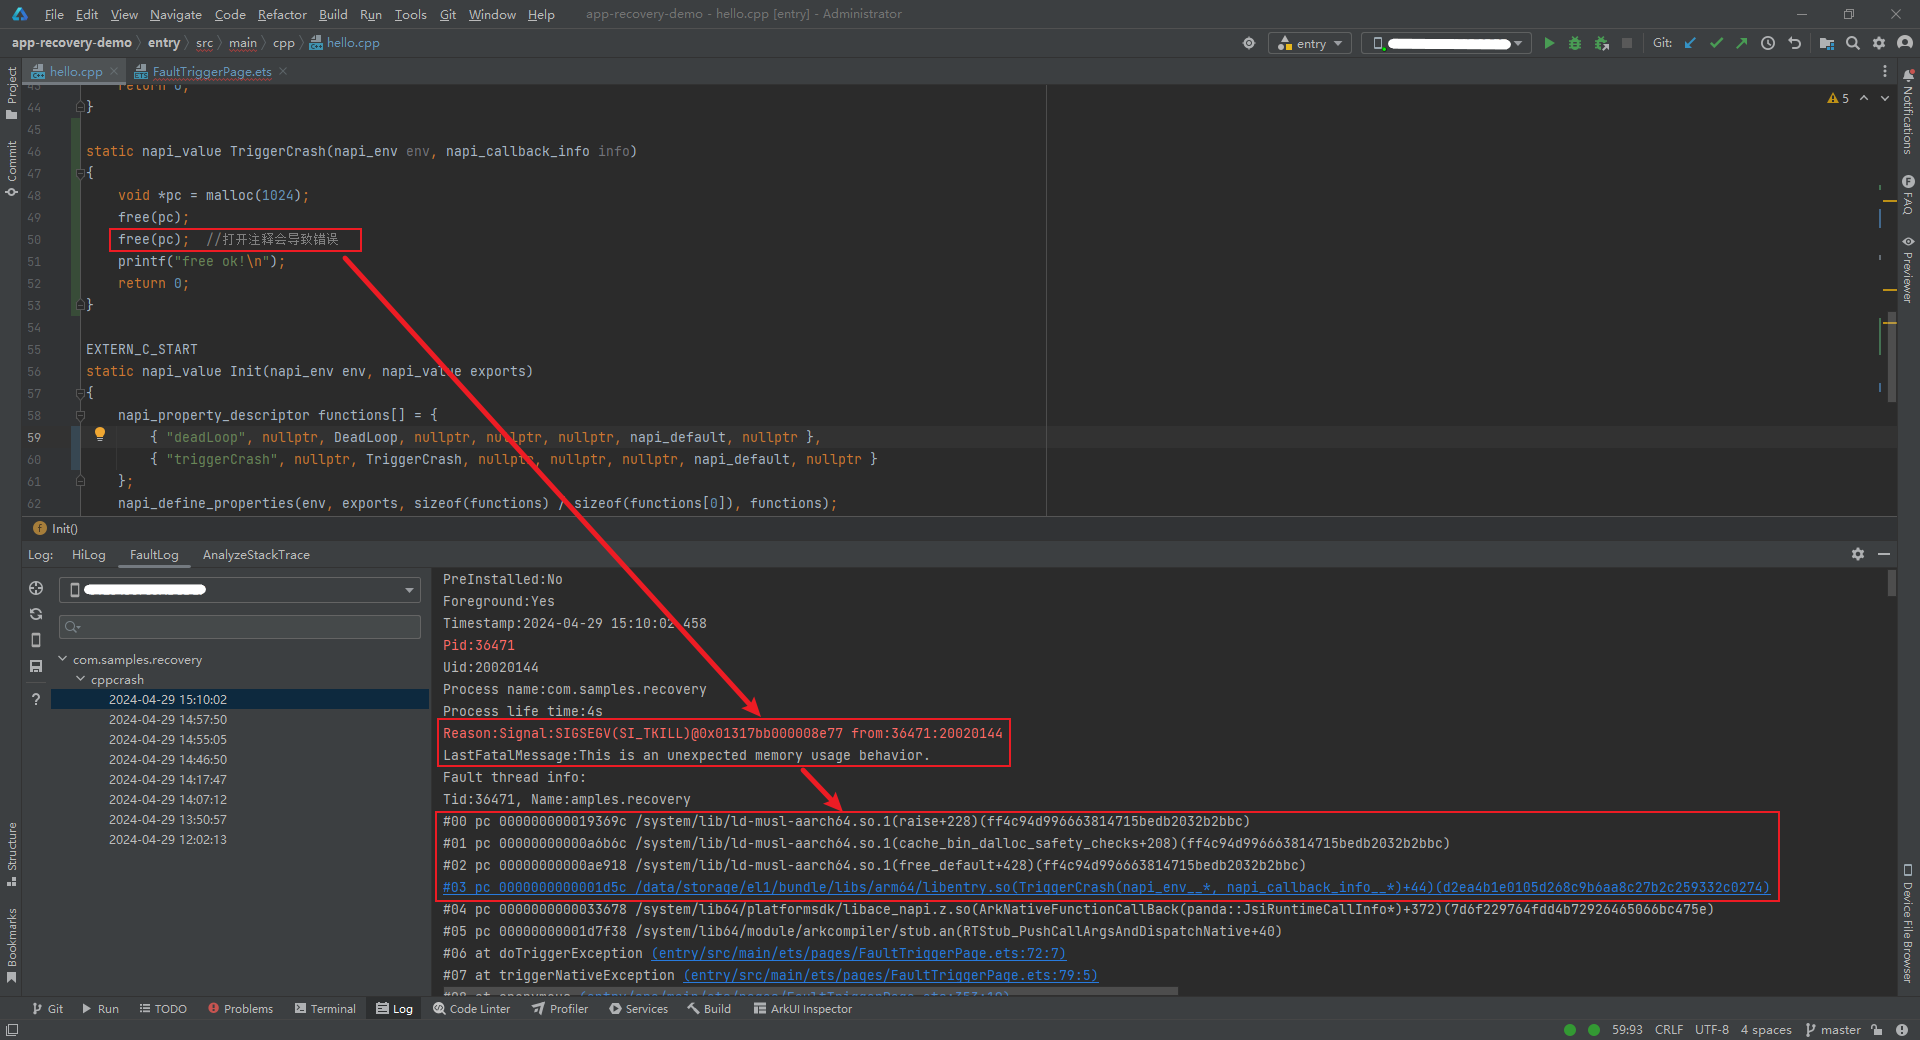 File Edit View Navigate Code Refactor Build Run Tools Git Window Help app-recovery-demo - hello.cpp [entry] - Administrator
app-recovery-demo entry src main cpp hello.cpp entry Git:
hello.cpp FaultTriggerPage.ets
43 return 0;
44 }
45
46 static napi_value TriggerCrash(napi_env env, napi_callback_info info)
47 {
48 void *pc = malloc(1024);
49 free(pc);
50 free(pc); //打开注释会导致错误
51 printf("free ok!\n");
52 return 0;
53 }
54
55 EXTERN_C_START
56 static napi_value Init(napi_env env, napi_value exports)
57 {
58 napi_property_descriptor functions[] = {
59 { "deadLoop", nullptr, DeadLoop, nullptr, nullptr, nullptr, napi_default, nullptr },
60 { "triggerCrash", nullptr, TriggerCrash, nullptr, nullptr, nullptr, napi_default, nullptr }
61 };
62 napi_define_properties(env, exports, sizeof(functions) / sizeof(functions[0]), functions);
5
Project
Commit
Structure
Bookmarks
Notifications
FAQ
Previewer
Device File Browser
f Init()
Log: HiLog FaultLog AnalyzeStackTrace
com.samples.recovery
cppcrash
2024-04-29 15:10:02
2024-04-29 14:57:50
2024-04-29 14:55:05
2024-04-29 14:46:50
2024-04-29 14:17:47
2024-04-29 14:07:12
2024-04-29 13:50:57
2024-04-29 12:02:13
PreInstalled:No
Foreground:Yes
Timestamp:2024-04-29 15:10:02.458
Pid:36471
Uid:20020144
Process name:com.samples.recovery
Process life time:4s
Reason:Signal:SIGSEGV(SI_TKILL)@0x01317bb000008e77 from:36471:20020144
LastFatalMessage:This is an unexpected memory usage behavior.
Fault thread info:
Tid:36471, Name:amples.recovery
#00 pc 000000000019369c /system/lib/ld-musl-aarch64.so.1(raise+228)(ff4c94d996663814715bedb2032b2bbc)
#01 pc 00000000000a6b6c /system/lib/ld-musl-aarch64.so.1(cache_bin_dalloc_safety_checks+208)(ff4c94d996663814715bedb2032b2bbc)
#02 pc 00000000000ae918 /system/lib/ld-musl-aarch64.so.1(free_default+428)(ff4c94d996663814715bedb2032b2bbc)
#03 pc 0000000000001d5c /data/storage/el1/bundle/libs/arm64/libentry.so(TriggerCrash(napi_env__*, napi_callback_info__*)+44)(d2ea4b1e0105d268c9b6aa8c27b2c259332c0274)
#04 pc 0000000000033678 /system/lib64/platformsdk/libace_napi.z.so(ArkNativeFunctionCallBack(panda::JsiRuntimeCallInfo*)+372)(7d6f229764fdd4b72926465066bc475e)
#05 pc 00000000001d7f38 /system/lib64/module/arkcompiler/stub.an(RTStub_PushCallArgsAndDispatchNative+40)
#06 at doTriggerException (entry/src/main/ets/pages/FaultTriggerPage.ets:72:7)
#07 at triggerNativeException (entry/src/main/ets/pages/FaultTriggerPage.ets:79:5)
#08 at anonymous (entry/src/main/ets/pages/FaultTriggerPage.ets:353:19)
Git Run TODO Problems Terminal Log Code Linter Profiler Services Build ArkUI Inspector
59:93 CRLF UTF-8 4 spaces master